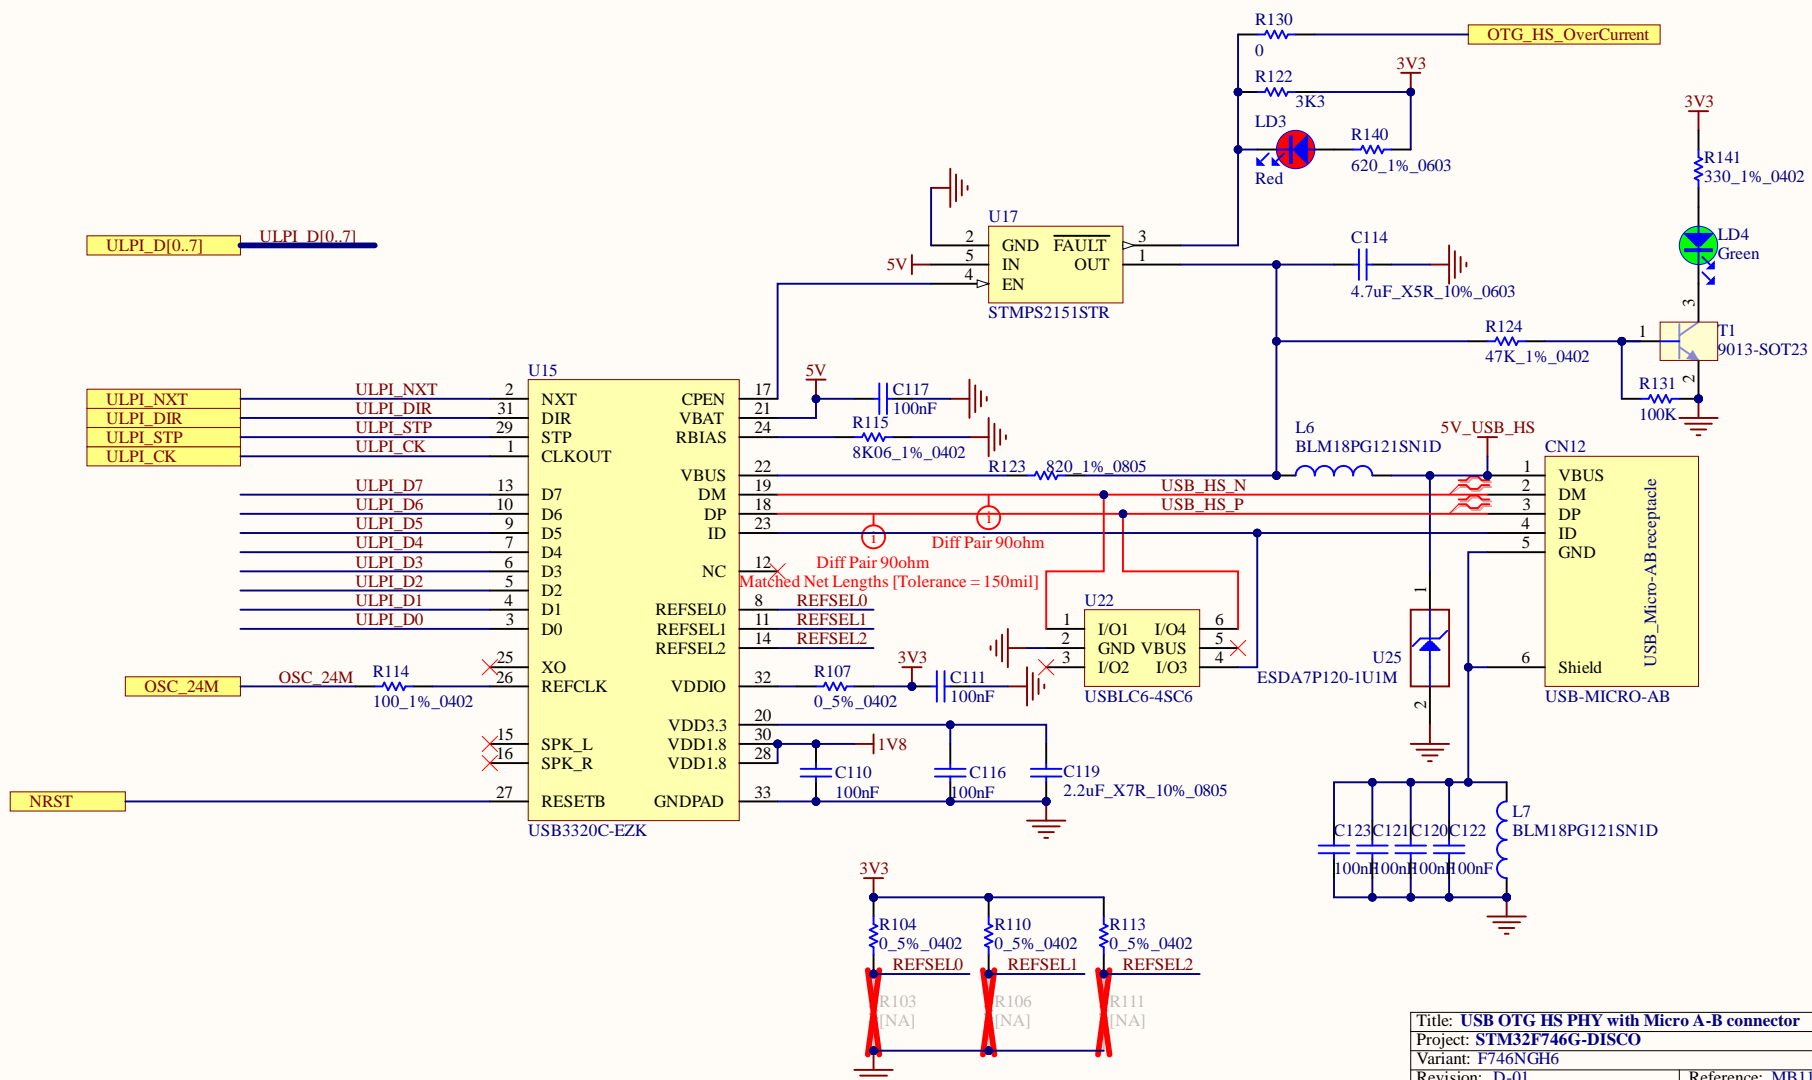 R130
0
OTG_HS_OverCurrent
R122
3K3
3V3
LD3
Red
R140
620_1%_0603
3V3
R141
330_1%_0402
LD4
Green
3
1
T1
9013-SOT23
2
R124
47K_1%_0402
R131
100K
ULPI_D[0..7]
ULPI_D[0..7]
U17
2 GND FAULT 3
5V 5 IN OUT 1
4 EN
STMPS2151STR
C114
4.7uF_X5R_10%_0603
U15
ULPI_NXT ULPI_NXT 2 NXT CPEN 17
ULPI_DIR ULPI_DIR 31 DIR VBAT 21
ULPI_STP ULPI_STP 29 STP RBIAS 24
ULPI_CK ULPI_CK 1 CLKOUT
VBUS 22
ULPI_D7 13 D7 DM 19
ULPI_D6 10 D6 DP 18
ULPI_D5 9 D5 ID 23
ULPI_D4 7 D4
ULPI_D3 6 D3 NC 12
ULPI_D2 5 D2
ULPI_D1 4 D1 REFSEL0 8 REFSEL0
ULPI_D0 3 D0 REFSEL1 11 REFSEL1
REFSEL2 14 REFSEL2
25 XO
OSC_24M OSC_24M R114 26 REFCLK VDDIO 32
100_1%_0402
VDD3.3 20
15 SPK_L VDD1.8 30
16 SPK_R VDD1.8 28
NRST 27 RESETB GNDPAD 33
USB3320C-EZK
5V
C117
100nF
R115
8K06_1%_0402
R123 820_1%_0805
L6
BLM18PG121SN1D
5V_USB_HS
USB_HS_N
USB_HS_P
i
i
Diff Pair 90ohm
Diff Pair 90ohm
Matched Net Lengths [Tolerance = 150mil]
U22
1 I/O1 I/O4 6
2 GND VBUS 5
3 I/O2 I/O3 4
USBLC6-4SC6
R107
0_5%_0402
3V3
C111
100nF
1V8
C110
100nF
C116
100nF
C119
2.2uF_X7R_10%_0805
1
U25
ESDA7P120-1U1M
2
CN12
1 VBUS
2 DM
3 DP
4 ID
5 GND
6 Shield
USB_Micro-AB receptacle
USB-MICRO-AB
C123 C121 C120 C122
100nF 100nF 100nF 100nF
L7
BLM18PG121SN1D
3V3
R104
0_5%_0402
R110
0_5%_0402
R113
0_5%_0402
REFSEL0 REFSEL1 REFSEL2
R103
[NA]
R106
[NA]
R111
[NA]
Title: USB OTG HS PHY with Micro A-B connector
Project: STM32F746G-DISCO
Variant: F746NGH6
Revision: D-01 Reference: MB11